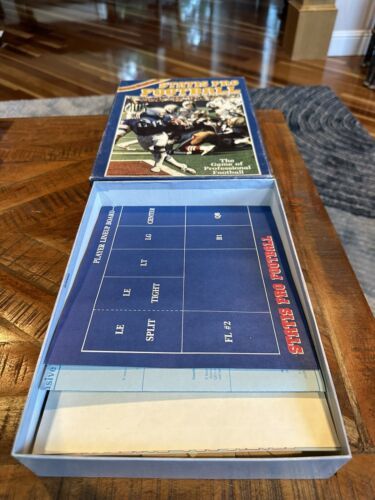 STATIS PRO
FOOTBALL
The
Game of
Professional
Football
PLAYER LINEUP BOARD
LE
SPLIT
LE
TIGHT
LT
LG
CENTER
FL #2
B1
QB
STATIS PRO FOOTBALL